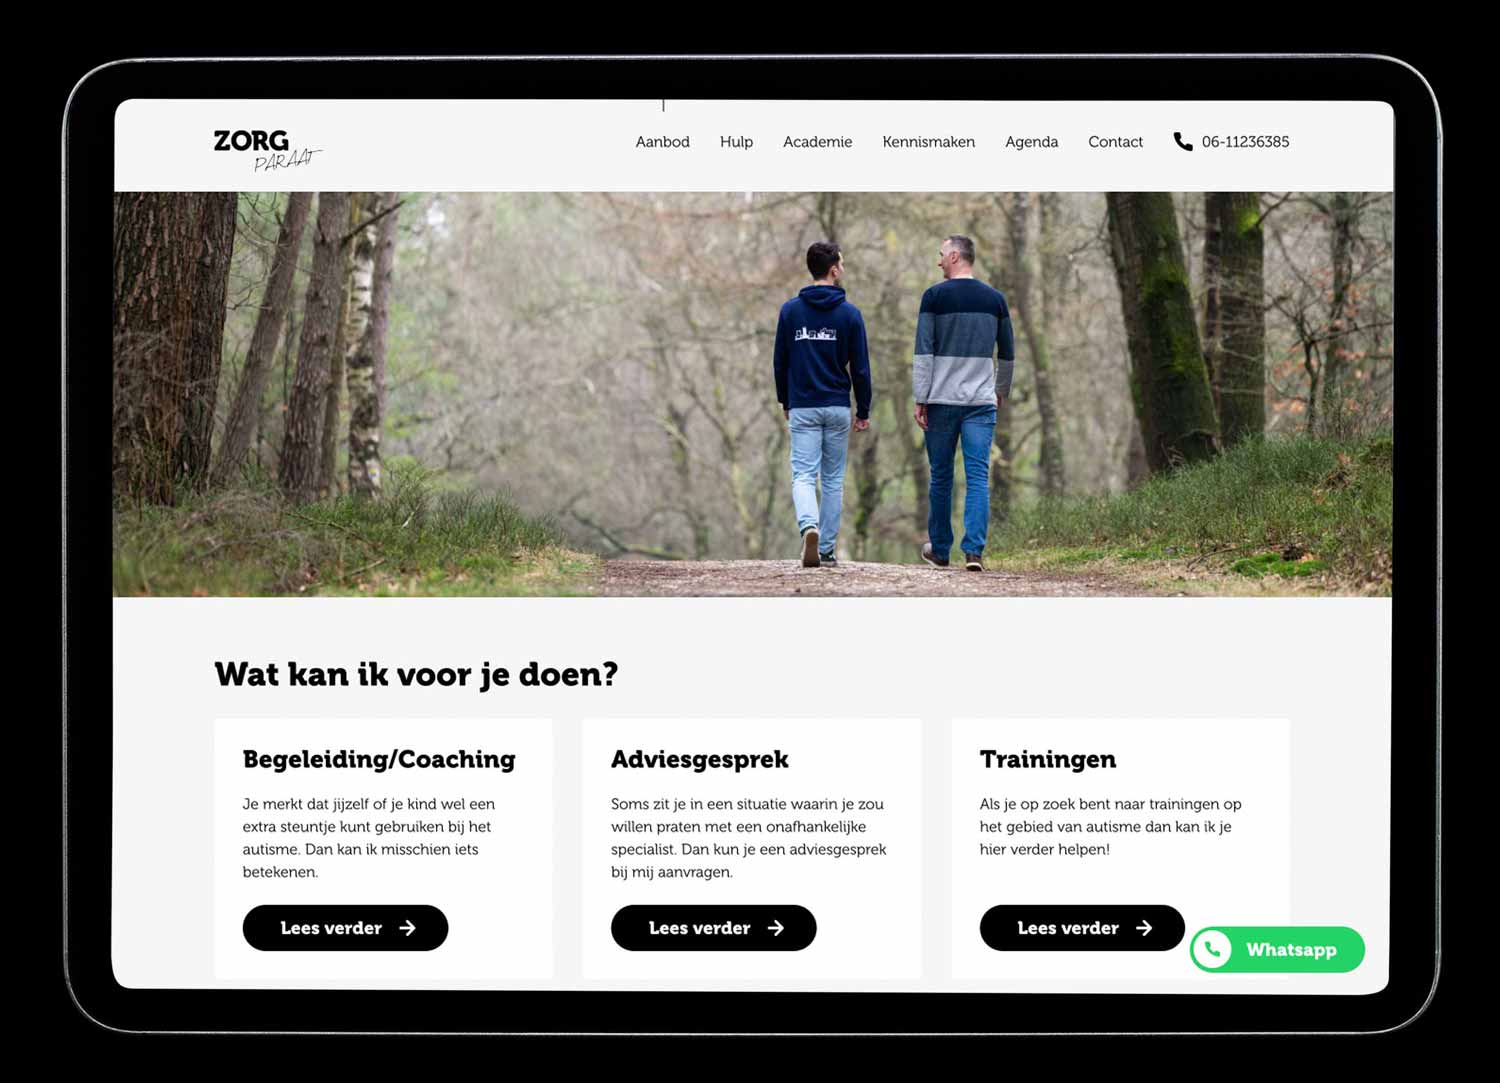 ZORG
PARAAT
Aanbod Hulp Academie Kennismaken Agenda Contact 06-11236385
Wat kan ik voor je doen?
Begeleiding/Coaching
Je merkt dat jijzelf of je kind wel een
extra steuntje kunt gebruiken bij het
autisme. Dan kan ik misschien iets
betekenen.
Lees verder
Adviesgesprek
Soms zit je in een situatie waarin je zou
willen praten met een onafhankelijke
specialist. Dan kun je een adviesgesprek
bij mij aanvragen.
Lees verder
Trainingen
Als je op zoek bent naar trainingen op
het gebied van autisme dan kan ik je
hier verder helpen!
Lees verder
Whatsapp